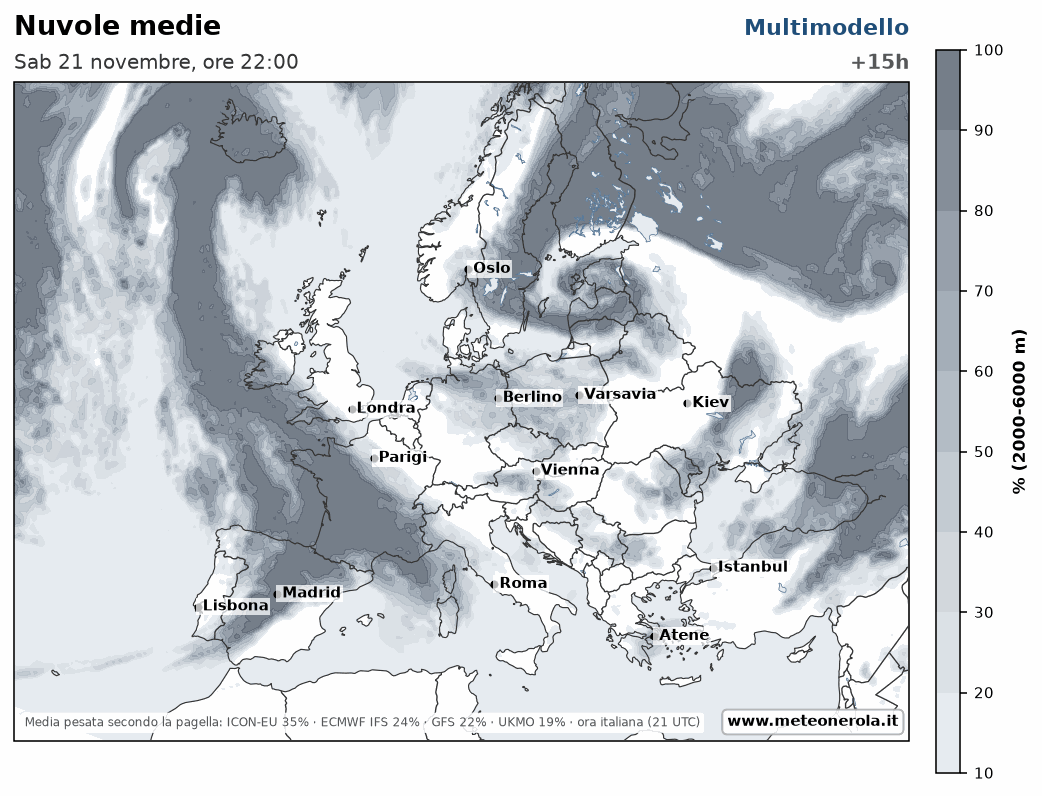 Nuvole medie
Multimodello
Sab 21 novembre, ore 22:00
+15h
100
90
80
70
60
50
40
30
20
10
% (2000-6000 m)
Oslo
Londra
Berlino
Varsavia
Kiev
Parigi
Vienna
Roma
Istanbul
Madrid
Lisbona
Atene
Media pesata secondo la pagella: ICON-EU 35% · ECMWF IFS 24% · GFS 22% · UKMO 19% · ora italiana (21 UTC)
www.meteonerola.it